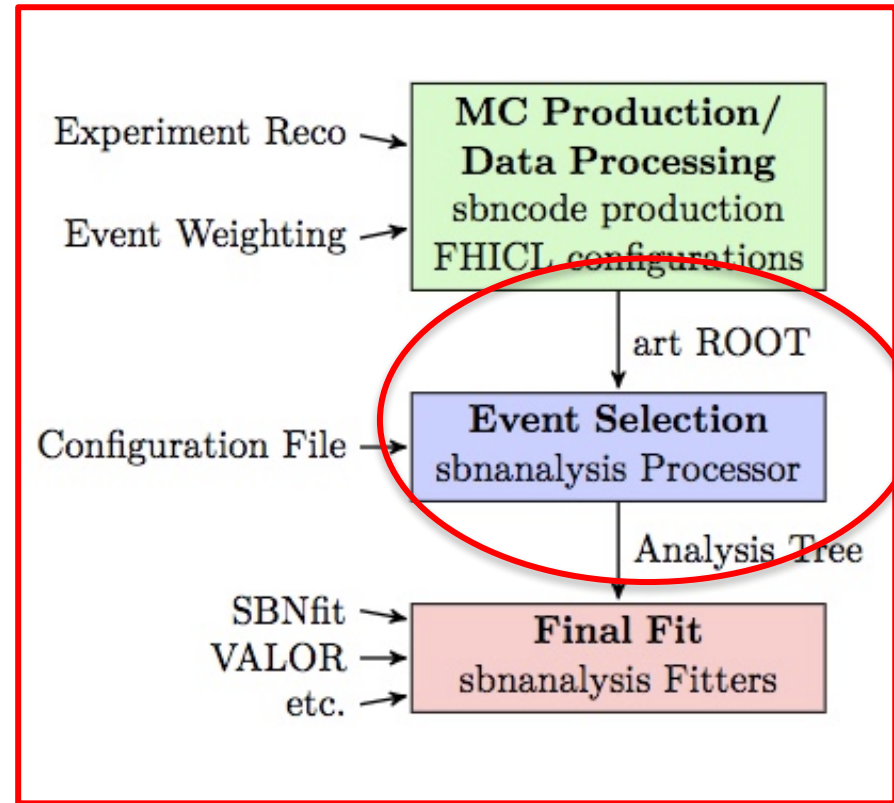 Experiment Reco
Event Weighting
MC Production/
Data Processing
sbncode production
FHICL configurations
art ROOT
Configuration File
Event Selection
sbnanalysis Processor
Analysis Tree
SBNfit
VALOR
etc.
Final Fit
sbnanalysis Fitters